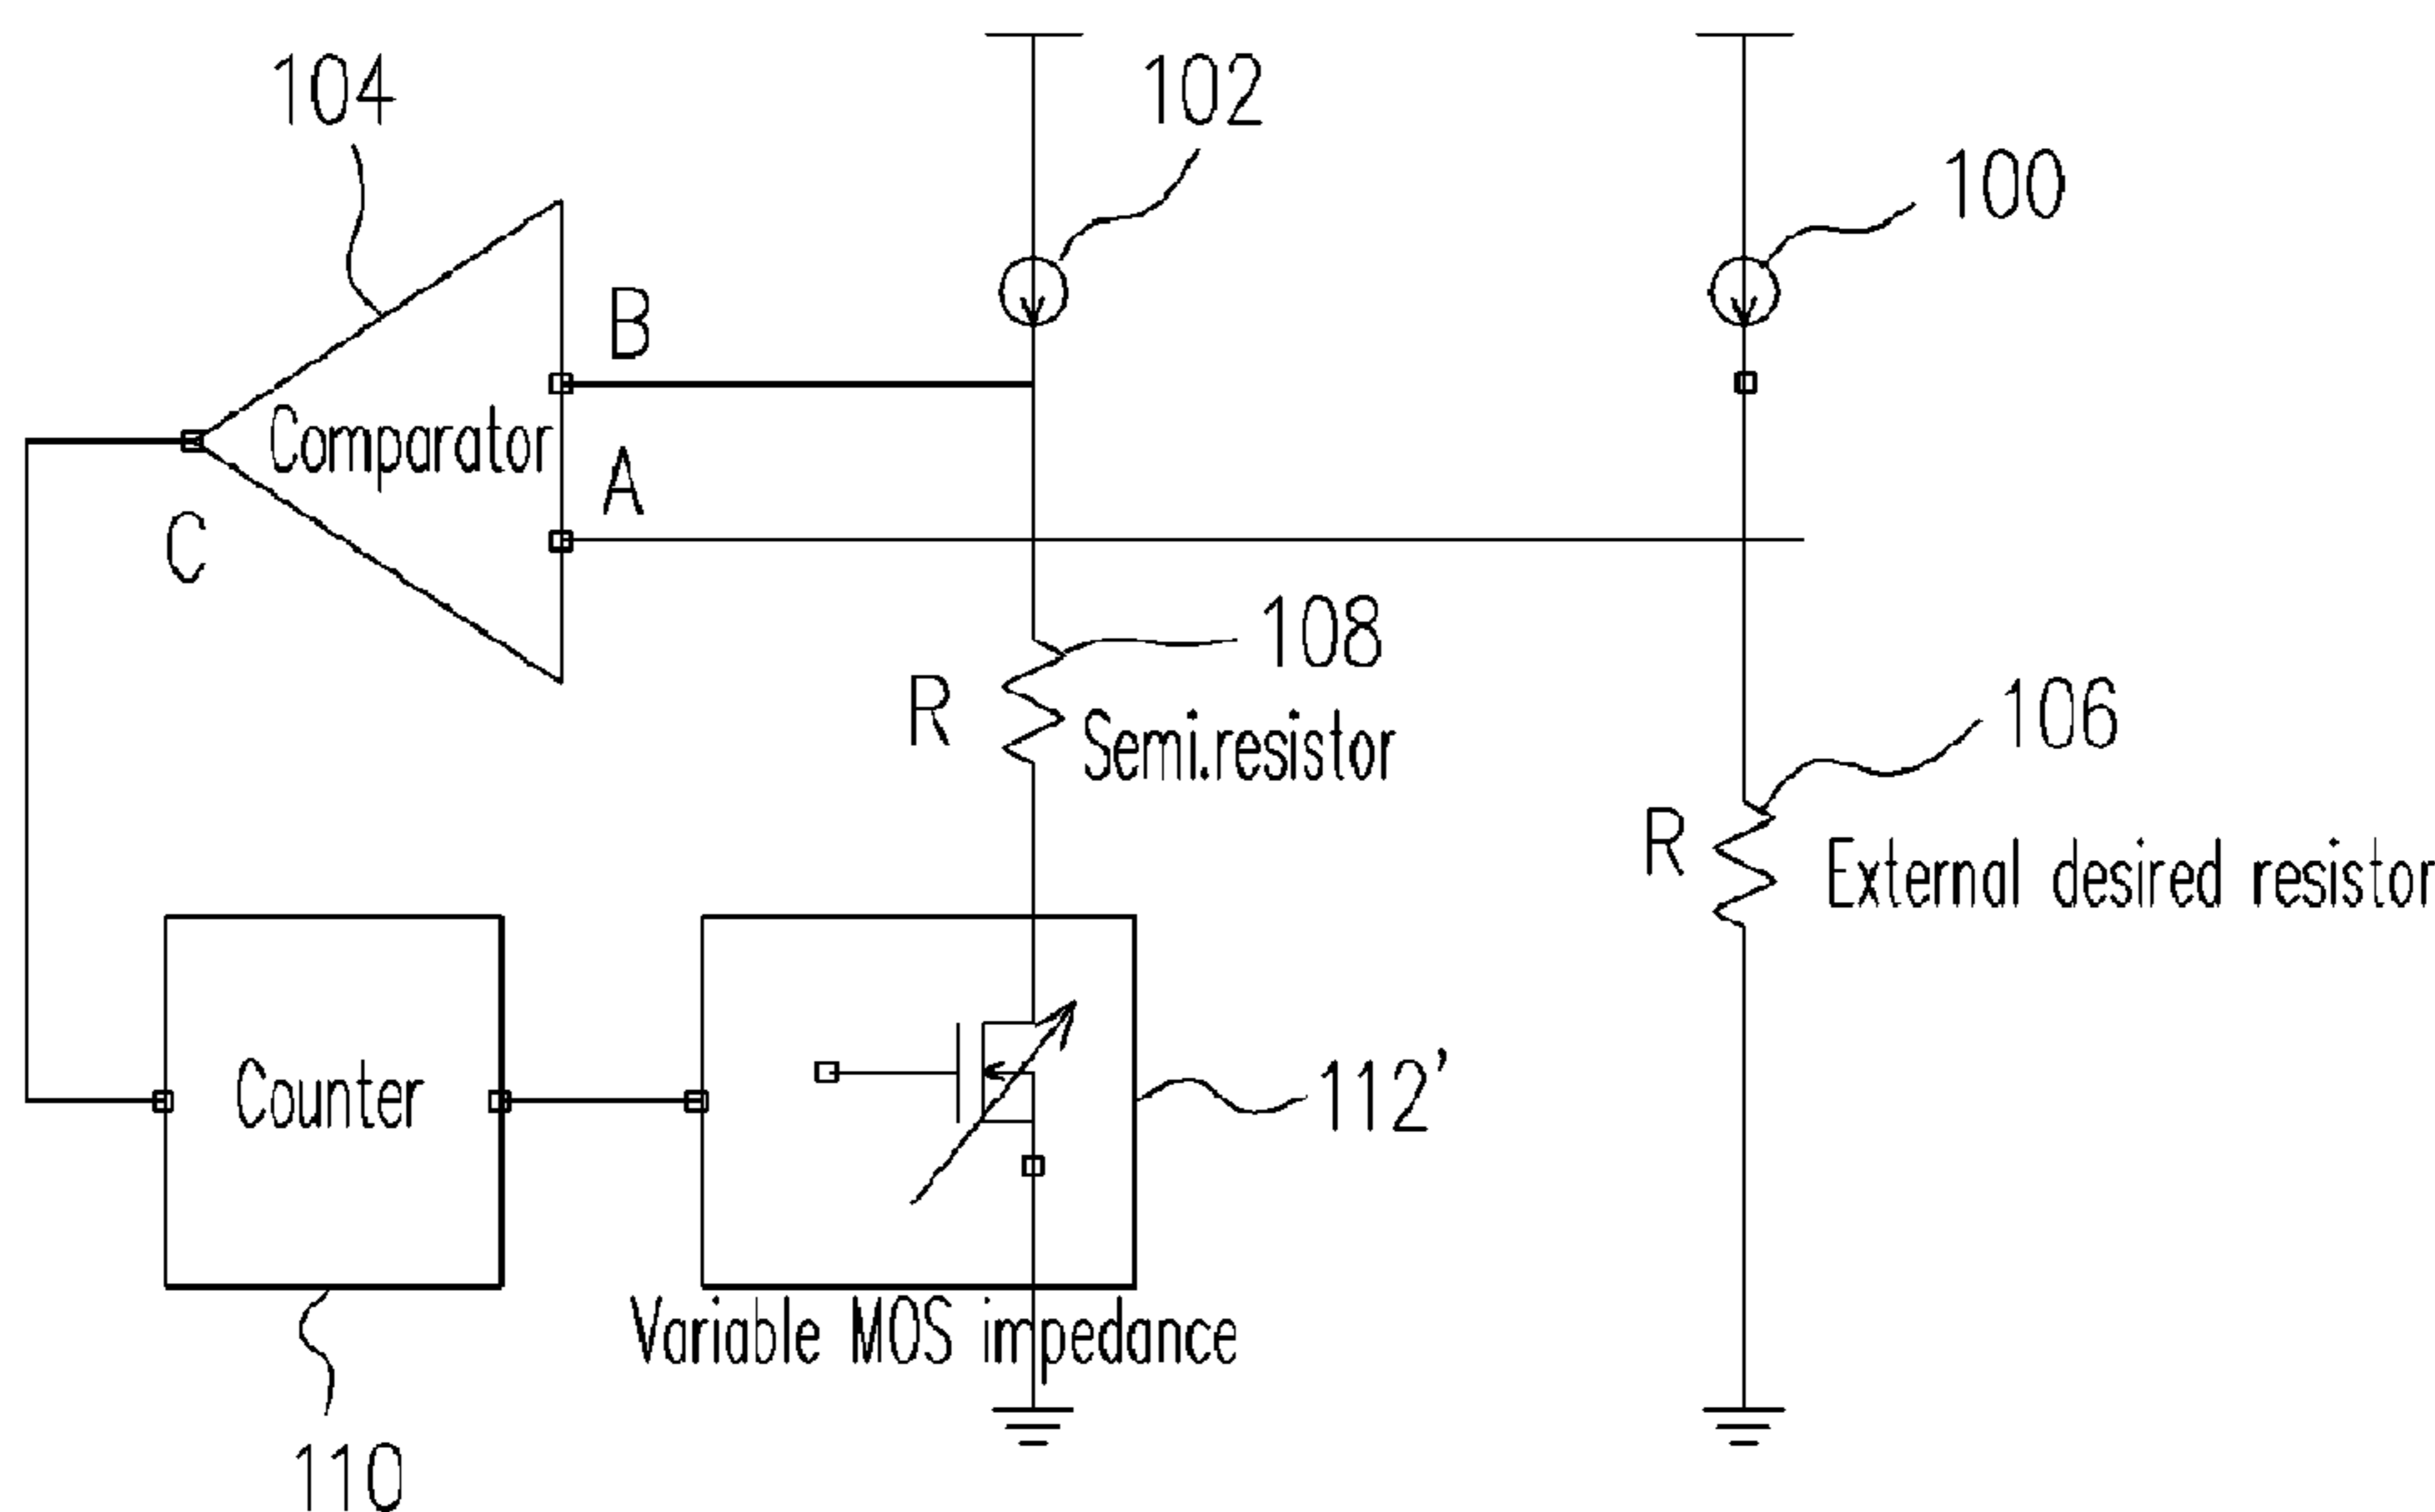 104
102
100
B
Comparator
A
C
108
R
Semi.resistor
106
R
External desired resistor
Counter
112'
Variable MOS impedance
110